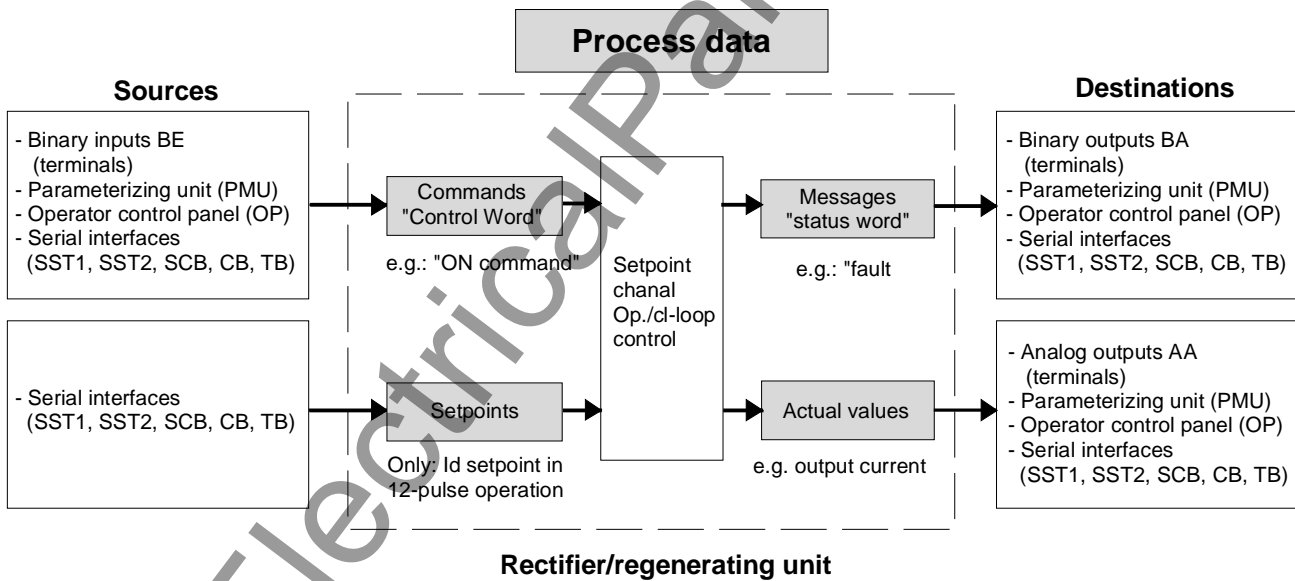 Process data
Sources
- Binary inputs BE
(terminals)
- Parameterizing unit (PMU)
- Operator control panel (OP)
- Serial interfaces
(SST1, SST2, SCB, CB, TB)
- Serial interfaces
(SST1, SST2, SCB, CB, TB)
Commands
"Control Word"
e.g.: "ON command"
Setpoints
Only: Id setpoint in
12-pulse operation
Setpoint
chanal
Op./cl-loop
control
Messages
"status word"
e.g.: "fault
Actual values
e.g. output current
Destinations
- Binary outputs BA
(terminals)
- Parameterizing unit (PMU)
- Operator control panel (OP)
- Serial interfaces
(SST1, SST2, SCB, CB, TB)
- Analog outputs AA
(terminals)
- Parameterizing unit (PMU)
- Operator control panel (OP)
- Serial interfaces
(SST1, SST2, SCB, CB, TB)
Rectifier/regenerating unit
ElectricalPa